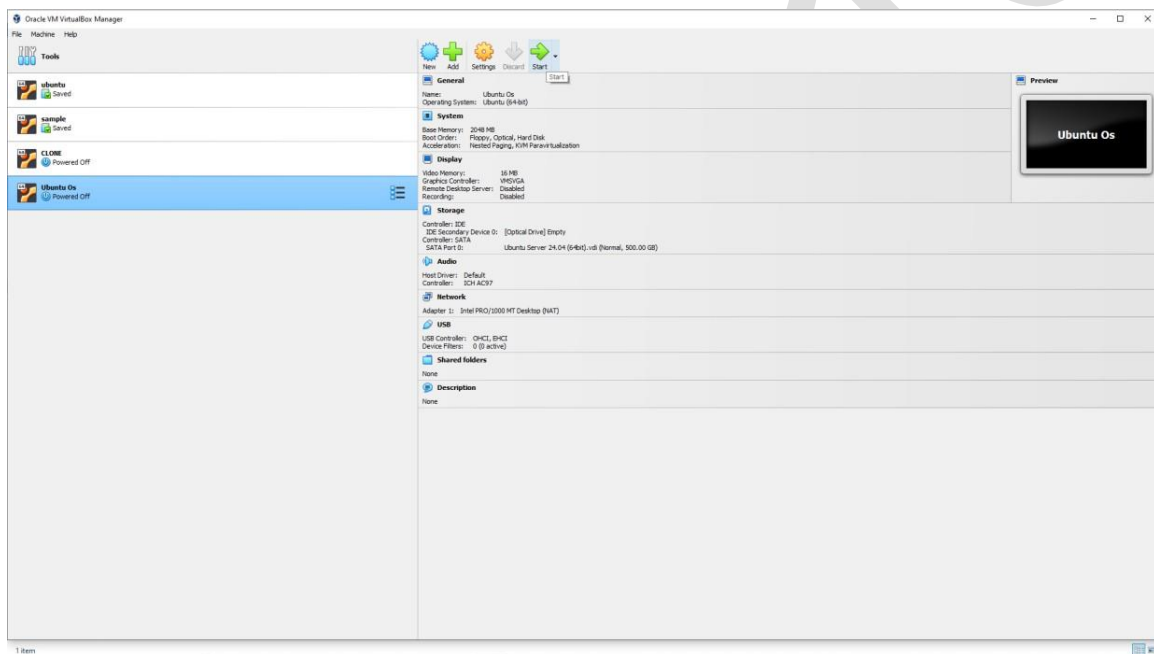 Oracle VM VirtualBox Manager
File Machine Help
Tools
New Add Settings Discard Start
Start
ubuntu
Saved
sample
Saved
CLONE
Powered Off
Ubuntu Os
Powered Off
General
Name: Ubuntu Os
Operating System: Ubuntu (64-bit)
System
Base Memory: 2048 MB
Boot Order: Floppy, Optical, Hard Disk
Acceleration: Nested Paging, KVM Paravirtualization
Display
Video Memory: 16 MB
Graphics Controller: VMSVGA
Remote Desktop Server: Disabled
Recording: Disabled
Storage
Controller: IDE
IDE Secondary Device 0: [Optical Drive] Empty
Controller: SATA
SATA Port 0: Ubuntu Server 24.04 (64bit).vdi (Normal, 500.00 GB)
Audio
Host Driver: Default
Controller: ICH AC97
Network
Adapter 1: Intel PRO/1000 MT Desktop (NAT)
USB
USB Controller: OHCI, EHCI
Device Filters: 0 (0 active)
Shared folders
None
Description
None
Preview
Ubuntu Os
1 item